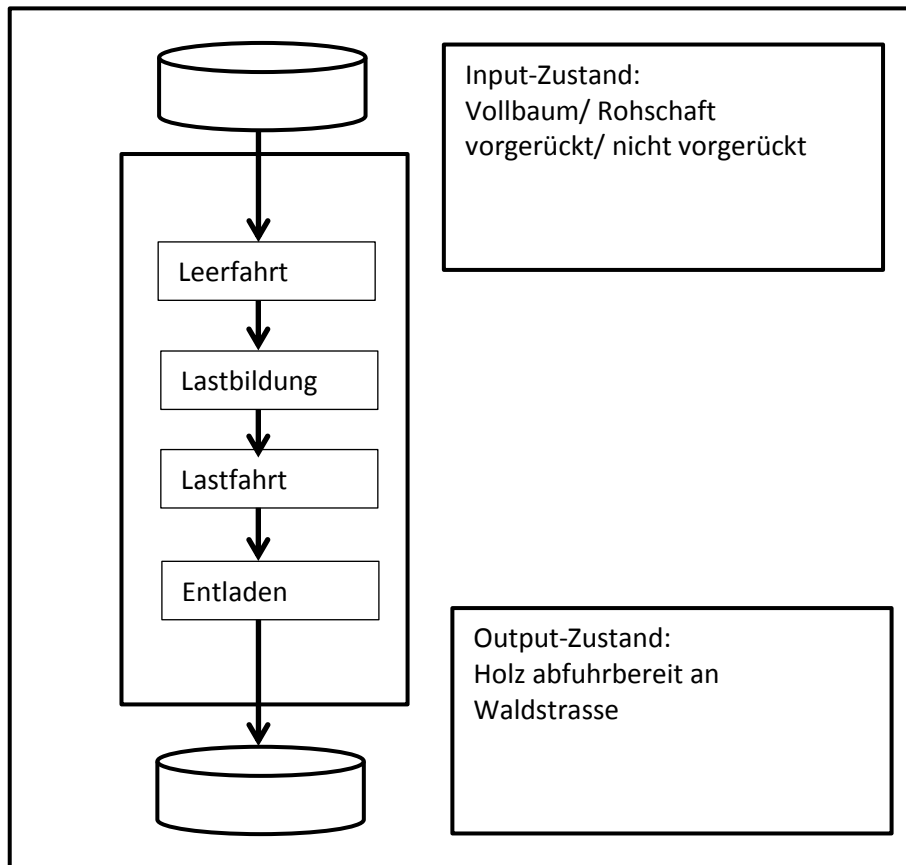 Input-Zustand:
Vollbaum/ Rohschaft
vorgerückt/ nicht vorgerückt
Leerfahrt
Lastbildung
Lastfahrt
Entladen
Output-Zustand:
Holz abfuhrbereit an
Waldstrasse